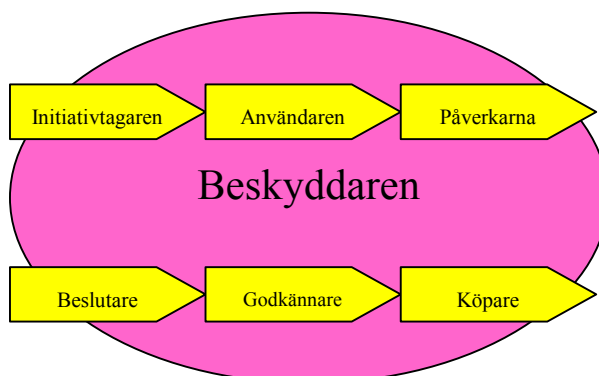 Initiativtagaren
Användaren
Påverkarna
Beskyddaren
Beslutare
Godkännare
Köpare